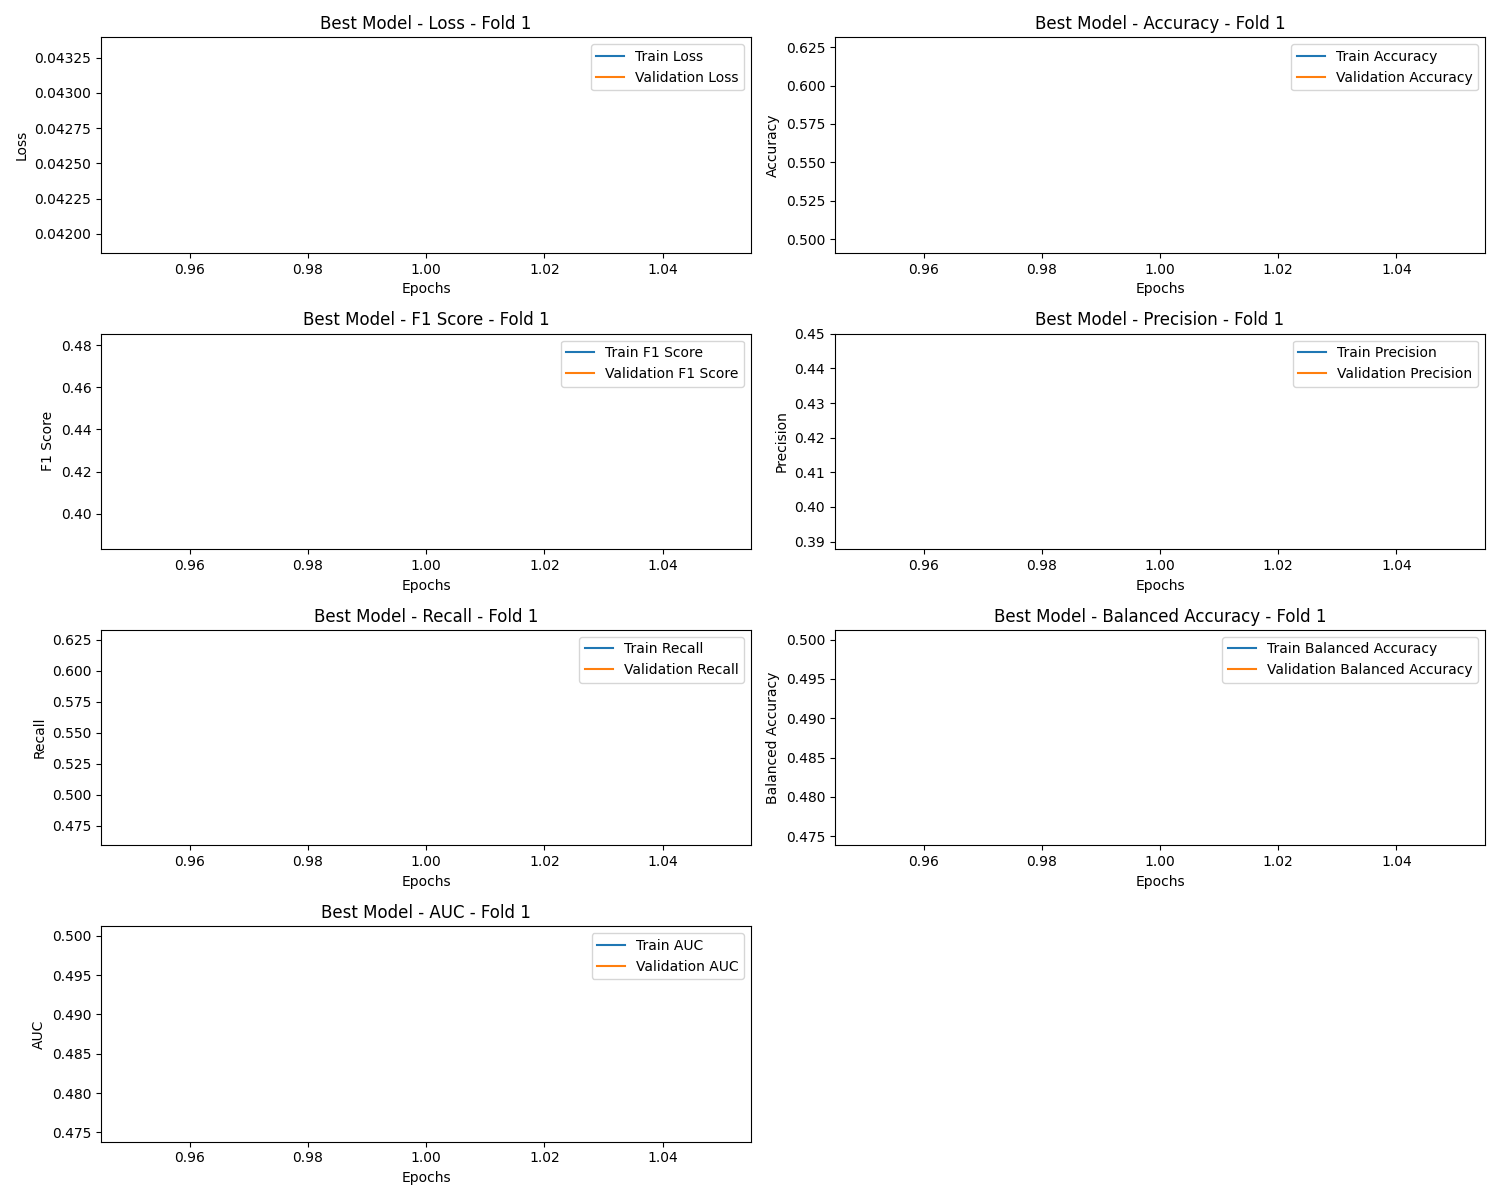 Best Model - Loss - Fold 1
Train Loss
Validation Loss
Loss
0.04325
0.04300
0.04275
0.04250
0.04225
0.04200
0.96 0.98 1.00 1.02 1.04
Epochs
Best Model - Accuracy - Fold 1
Train Accuracy
Validation Accuracy
Accuracy
0.625
0.600
0.575
0.550
0.525
0.500
0.96 0.98 1.00 1.02 1.04
Epochs
Best Model - F1 Score - Fold 1
Train F1 Score
Validation F1 Score
F1 Score
0.48
0.46
0.44
0.42
0.40
0.96 0.98 1.00 1.02 1.04
Epochs
Best Model - Precision - Fold 1
Train Precision
Validation Precision
Precision
0.45
0.44
0.43
0.42
0.41
0.40
0.39
0.96 0.98 1.00 1.02 1.04
Epochs
Best Model - Recall - Fold 1
Train Recall
Validation Recall
Recall
0.625
0.600
0.575
0.550
0.525
0.500
0.475
0.96 0.98 1.00 1.02 1.04
Epochs
Best Model - Balanced Accuracy - Fold 1
Train Balanced Accuracy
Validation Balanced Accuracy
Balanced Accuracy
0.500
0.495
0.490
0.485
0.480
0.475
0.96 0.98 1.00 1.02 1.04
Epochs
Best Model - AUC - Fold 1
Train AUC
Validation AUC
AUC
0.500
0.495
0.490
0.485
0.480
0.475
0.96 0.98 1.00 1.02 1.04
Epochs